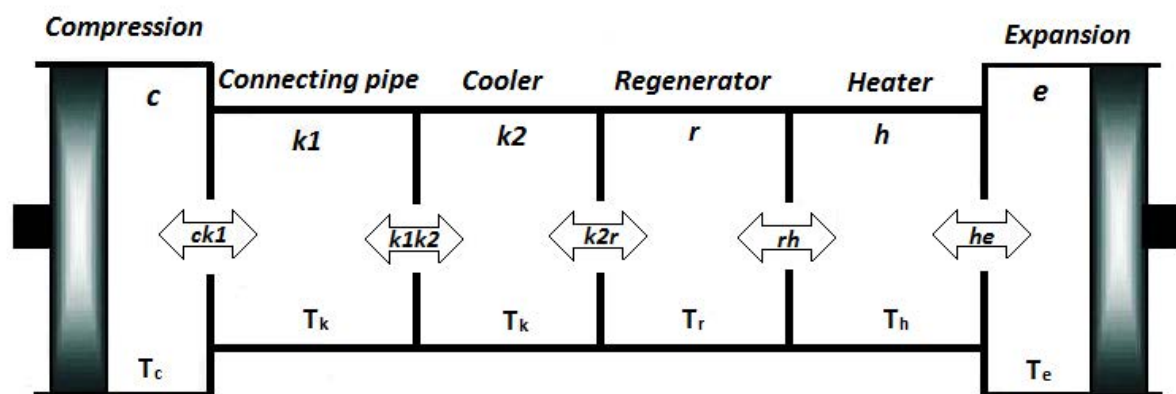 Compression
Expansion
Connecting pipe Cooler Regenerator Heater
c
e
k1 k2 r h
ck1 k1k2 k2r rh he
Tk Tk Tr Th
Tc
Te